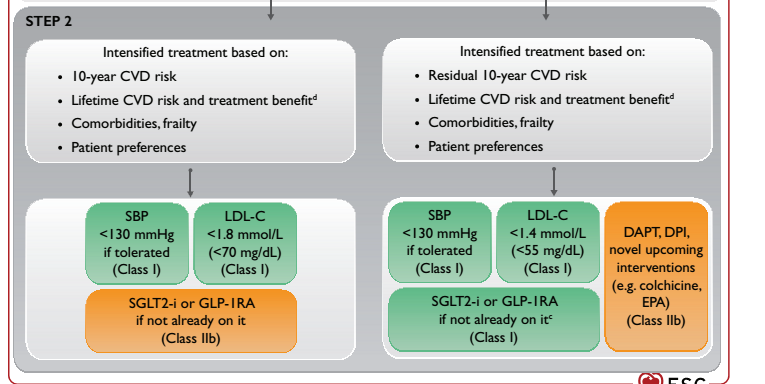 STEP 2
Intensified treatment based on:
• 10-year CVD risk
• Lifetime CVD risk and treatment benefitᵈ
• Comorbidities, frailty
• Patient preferences
Intensified treatment based on:
• Residual 10-year CVD risk
• Lifetime CVD risk and treatment benefitᵈ
• Comorbidities, frailty
• Patient preferences
SBP
<130 mmHg
if tolerated
(Class I)
LDL-C
<1.8 mmol/L
(<70 mg/dL)
(Class I)
SGLT2-i or GLP-1RA
if not already on it
(Class IIb)
SBP
<130 mmHg
if tolerated
(Class I)
LDL-C
<1.4 mmol/L
(<55 mg/dL)
(Class I)
SGLT2-i or GLP-1RA
if not already on itᶜ
(Class I)
DAPT, DPI,
novel upcoming
interventions
(e.g. colchicine,
EPA)
(Class IIb)
ESC